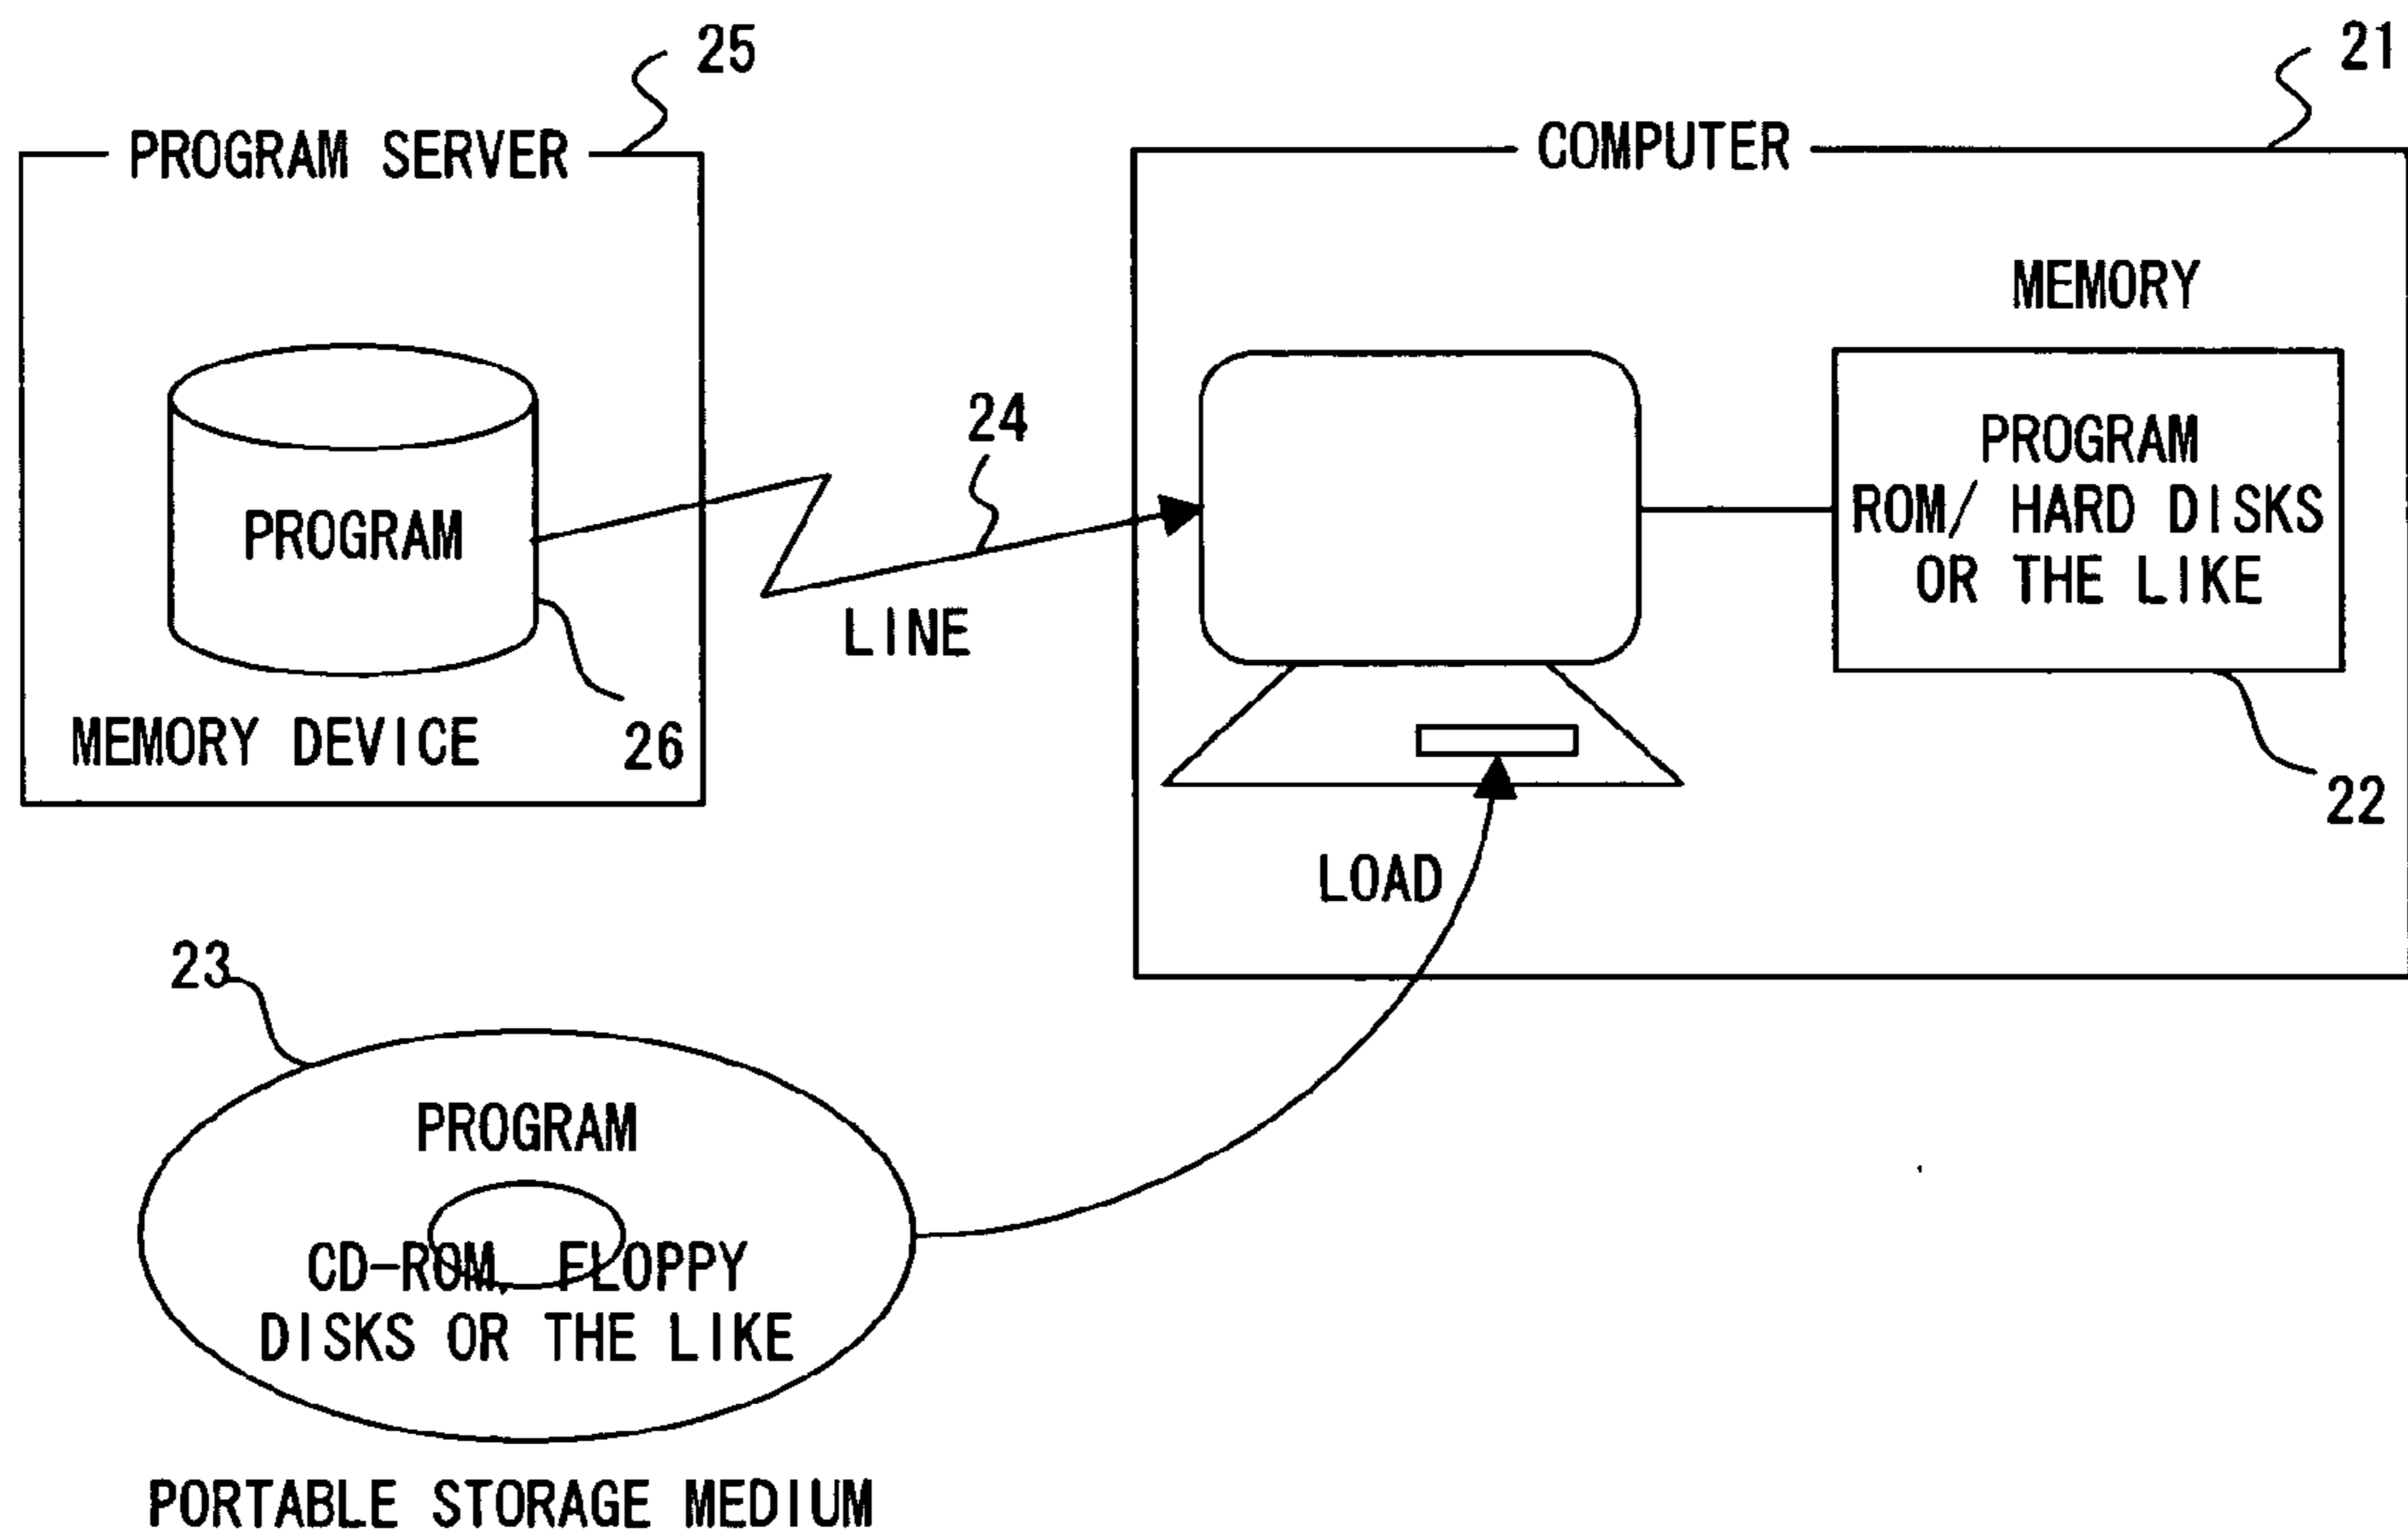 25
PROGRAM SERVER
PROGRAM
MEMORY DEVICE
26
24
LINE
21
COMPUTER
MEMORY
PROGRAM
ROM/ HARD DISKS
OR THE LIKE
22
LOAD
23
PROGRAM
CD-ROM, FLOPPY
DISKS OR THE LIKE
PORTABLE STORAGE MEDIUM